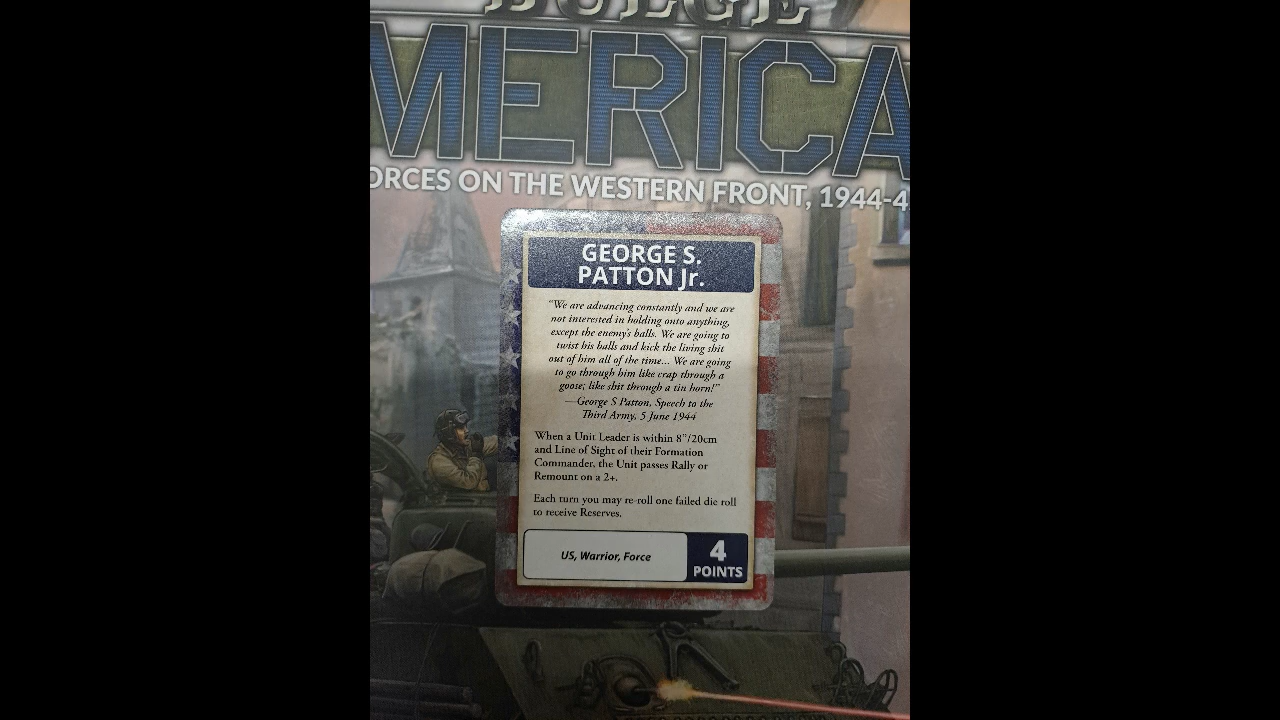 BULGE
MERICA
ORCES ON THE WESTERN FRONT, 1944-4
GEORGE S.
PATTON Jr.
"We are advancing constantly and we are
not interested in holding onto anything,
except the enemy's balls. We are going to
twist his balls and kick the living shit
out of him all of the time... We are going
to go through him like crap through a
goose; like shit through a tin horn!"
—George S Patton, Speech to the
Third Army, 5 June 1944
When a Unit Leader is within 8"/20cm
and Line of Sight of their Formation
Commander, the Unit passes Rally or
Remount on a 2+.
Each turn you may re-roll one failed die roll
to receive Reserves.
US, Warrior, Force
4
POINTS